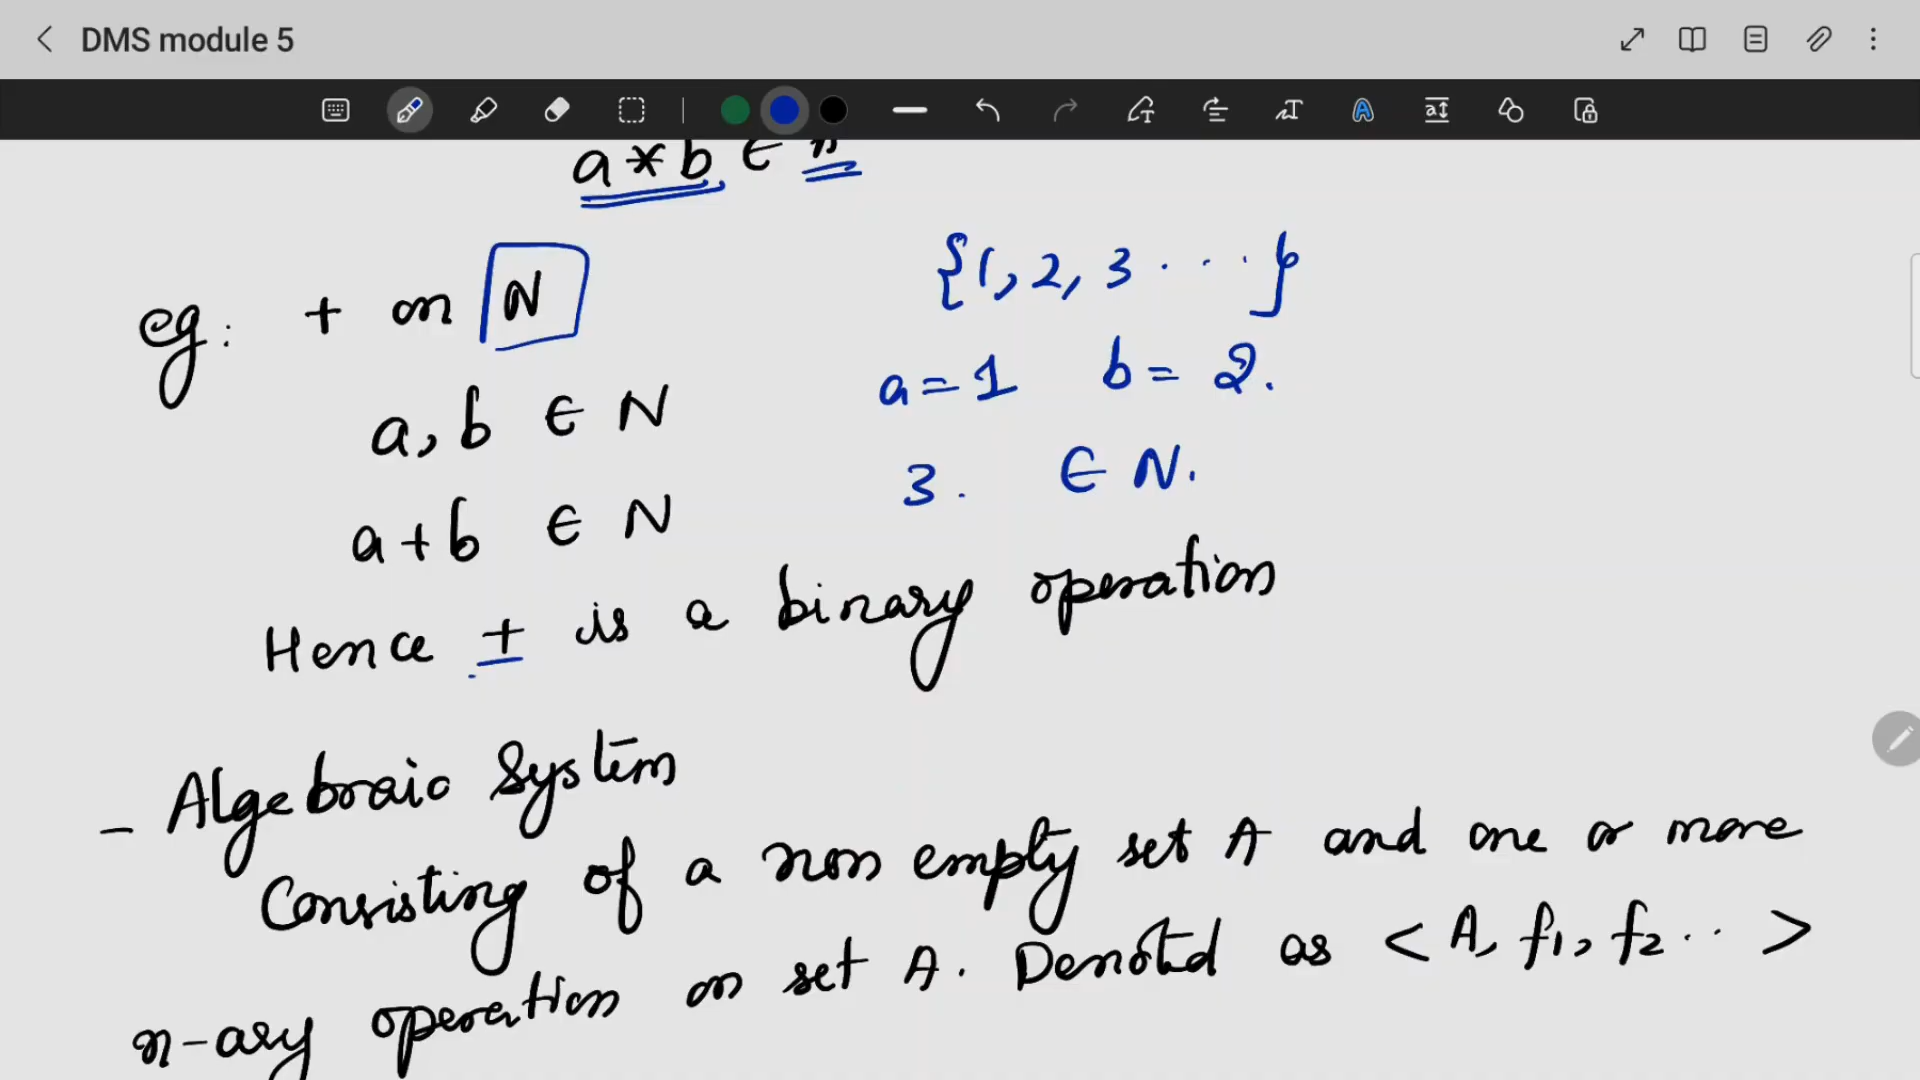 DMS module 5
a * b ∈
eg: + on N {1, 2, 3 ....}
a, b ∈ N a = 1 b = 2.
a + b ∈ N 3. ∈ N.
Hence + is a binary operation
- Algebraic System
Consisting of a non empty set A and one or more
n-ary operation on set A. Denoted as < A, f1, f2 .. >